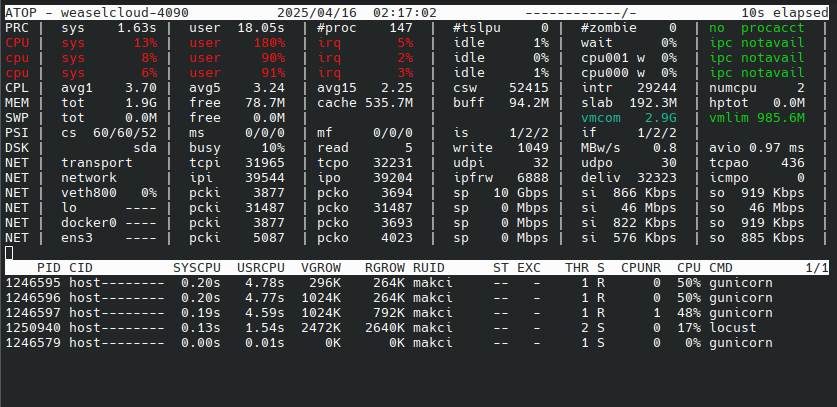 ATOP - weaselcloud-4090 2025/04/16 02:17:02 ------------/- 10s elapsed
PRC | sys 1.63s | user 18.05s | #proc 147 | #tslpu 0 | #zombie 0 | no procacct |
CPU | sys 13% | user 180% | irq 5% | idle 1% | wait 0% | ipc notavail |
cpu | sys 8% | user 90% | irq 2% | idle 0% | cpu001 w 0% | ipc notavail |
cpu | sys 6% | user 91% | irq 3% | idle 1% | cpu000 w 0% | ipc notavail |
CPL | avg1 3.70 | avg5 3.24 | avg15 2.25 | csw 52415 | intr 29244 | numcpu 2 |
MEM | tot 1.9G | free 78.7M | cache 535.7M | buff 94.2M | slab 192.3M | hptot 0.0M |
SWP | tot 0.0M | free 0.0M | | | vmcom 2.9G | vmlim 985.6M |
PSI | cs 60/60/52 | ms 0/0/0 | mf 0/0/0 | is 1/2/2 | if 1/2/2 | |
DSK | sda | busy 10% | read 5 | write 1049 | MBw/s 0.8 | avio 0.97 ms |
NET | transport | tcpi 31965 | tcpo 32231 | udpi 32 | udpo 30 | tcpao 436 |
NET | network | ipi 39544 | ipo 39204 | ipfrw 6888 | deliv 32323 | icmpo 0 |
NET | veth800 0% | pcki 3877 | pcko 3694 | sp 10 Gbps | si 866 Kbps | so 919 Kbps |
NET | lo ---- | pcki 31487 | pcko 31487 | sp 0 Mbps | si 46 Mbps | so 46 Mbps |
NET | docker0 ---- | pcki 3877 | pcko 3693 | sp 0 Mbps | si 822 Kbps | so 919 Kbps |
NET | ens3 ---- | pcki 5087 | pcko 4023 | sp 0 Mbps | si 576 Kbps | so 885 Kbps |
PID CID SYSCPU USRCPU VGROW RGROW RUID ST EXC THR S CPUNR CPU CMD 1/1
1246595 host-------- 0.20s 4.78s 296K 264K makci -- - 1 R 0 50% gunicorn
1246596 host-------- 0.20s 4.77s 1024K 264K makci -- - 1 R 0 50% gunicorn
1246597 host-------- 0.19s 4.59s 1024K 792K makci -- - 1 R 1 48% gunicorn
1250940 host-------- 0.13s 1.54s 2472K 2640K makci -- - 2 S 0 17% locust
1246579 host-------- 0.00s 0.01s 0K 0K makci -- - 1 S 0 0% gunicorn